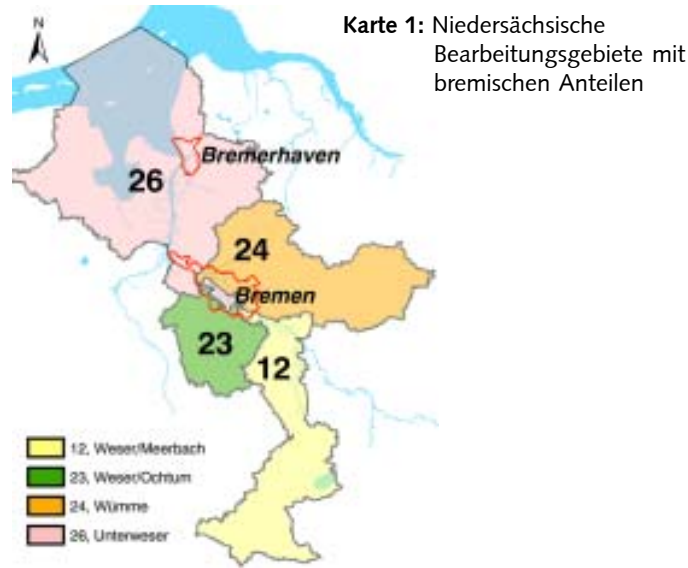 N
Karte 1: Niedersächsische
Bearbeitungsgebiete mit
bremischen Anteilen
Bremerhaven
26
24
Bremen
23
12
12, Weser/Meerbach
23, Weser/Ochtum
24, Wümme
26, Unterweser